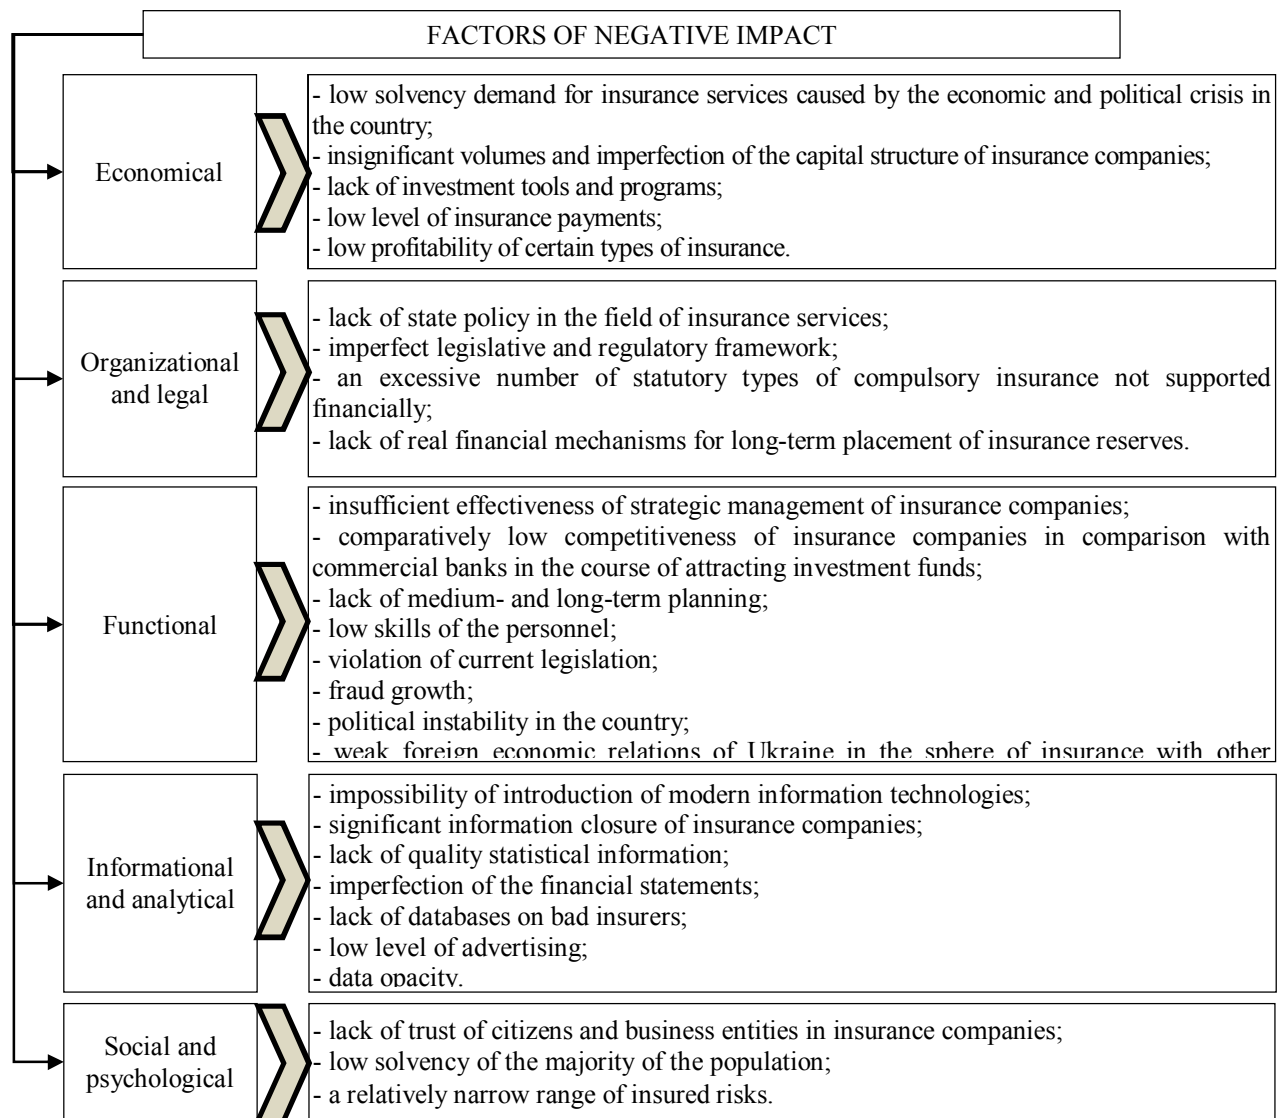 FACTORS OF NEGATIVE IMPACT
Economical
- low solvency demand for insurance services caused by the economic and political crisis in
the country;
- insignificant volumes and imperfection of the capital structure of insurance companies;
- lack of investment tools and programs;
- low level of insurance payments;
- low profitability of certain types of insurance.
Organizational
and legal
- lack of state policy in the field of insurance services;
- imperfect legislative and regulatory framework;
- an excessive number of statutory types of compulsory insurance not supported
financially;
- lack of real financial mechanisms for long-term placement of insurance reserves.
Functional
- insufficient effectiveness of strategic management of insurance companies;
- comparatively low competitiveness of insurance companies in comparison with
commercial banks in the course of attracting investment funds;
- lack of medium- and long-term planning;
- low skills of the personnel;
- violation of current legislation;
- fraud growth;
- political instability in the country;
- weak foreign economic relations of Ukraine in the sphere of insurance with other
Informational
and analytical
- impossibility of introduction of modern information technologies;
- significant information closure of insurance companies;
- lack of quality statistical information;
- imperfection of the financial statements;
- lack of databases on bad insurers;
- low level of advertising;
- data opacity.
Social and
psychological
- lack of trust of citizens and business entities in insurance companies;
- low solvency of the majority of the population;
- a relatively narrow range of insured risks.